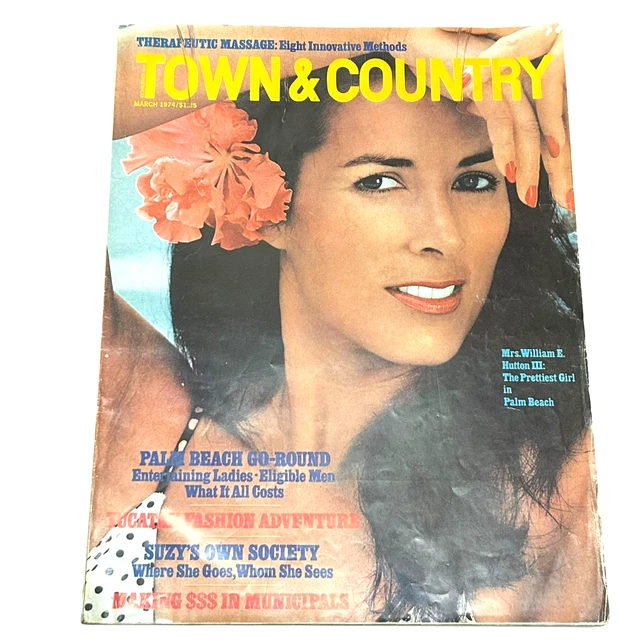 THERAPEUTIC MASSAGE: Eight Innovative Methods
TOWN & COUNTRY
MARCH 1974/$1.25
Mrs. William E.
Hutton III:
The Prettiest Girl
in
Palm Beach
PALM BEACH GO-ROUND
Entertaining Ladies · Eligible Men
What It All Costs
YUCATAN FASHION ADVENTURE
SUZY'S OWN SOCIETY
Where She Goes, Whom She Sees
MAKING $$$ IN MUNICIPALS